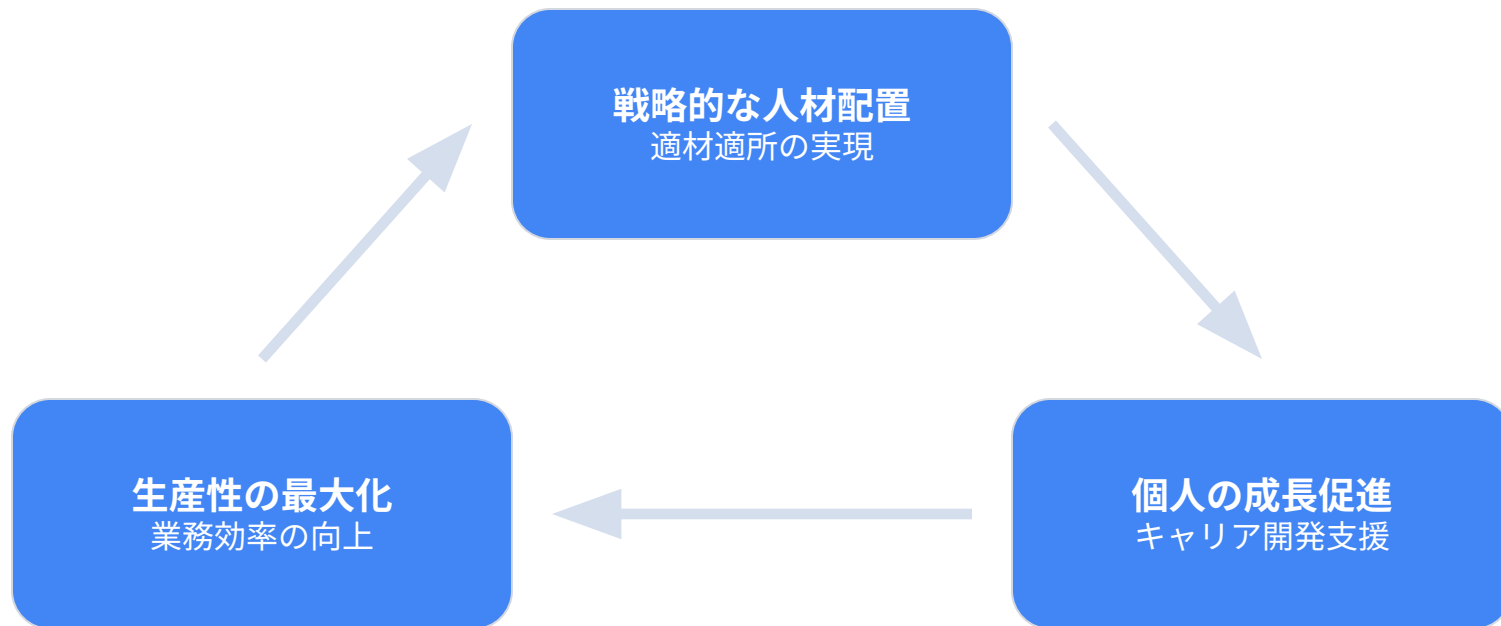 戦略的な人材配置
適材適所の実現
生産性の最大化
業務効率の向上
個人の成長促進
キャリア開発支援